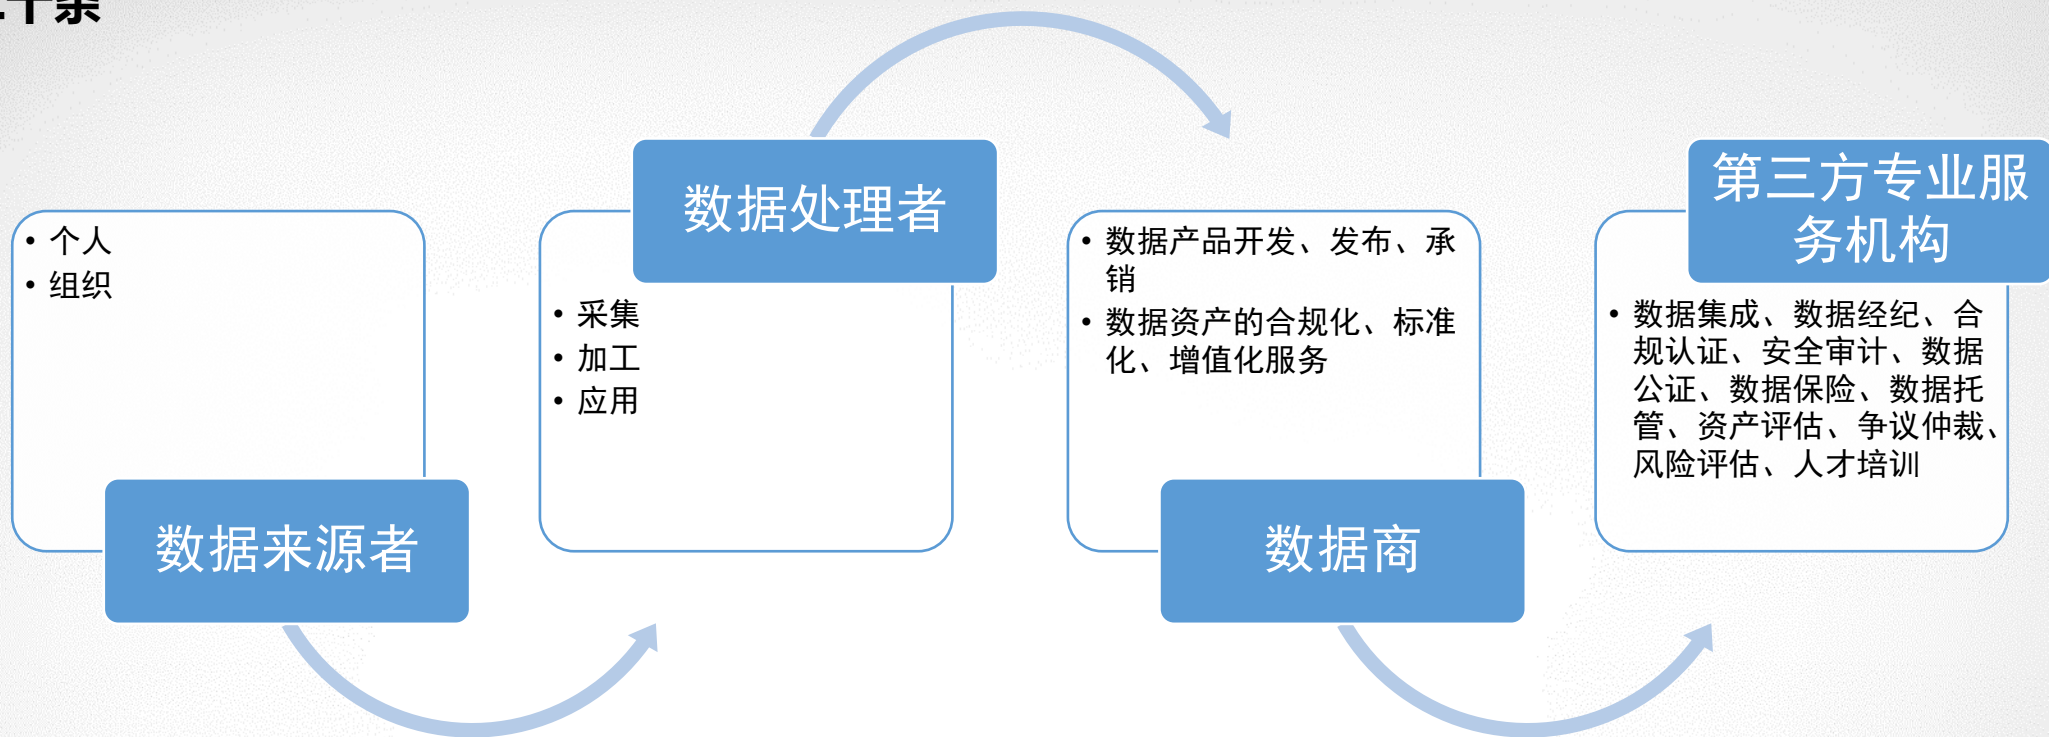 十条
• 个人
• 组织
数据来源者
数据处理者
• 采集
• 加工
• 应用
• 数据产品开发、发布、承
销
• 数据资产的合规化、标准
化、增值化服务
数据商
第三方专业服
务机构
• 数据集成、数据经纪、合
规认证、安全审计、数据
公证、数据保险、数据托
管、资产评估、争议仲裁、
风险评估、人才培训